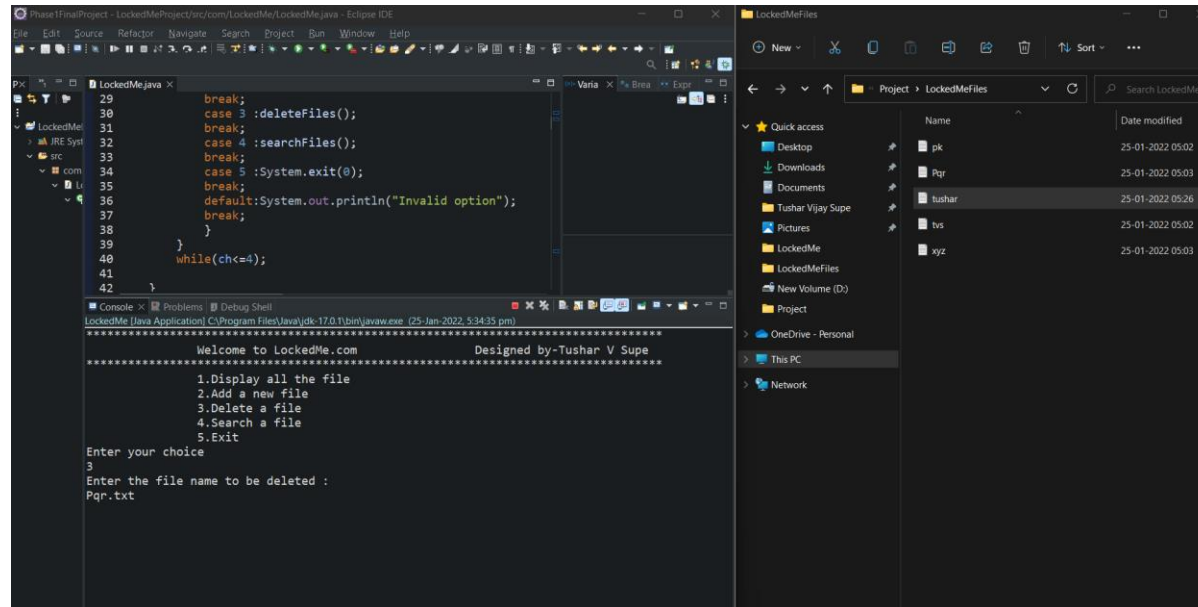 Phase1FinalProject - LockedMeProject/src/com/LockedMe/LockedMe.java - Eclipse IDE
File Edit Source Refactor Navigate Search Project Run Window Help
LockedMe.java
Varia Brea Expr
LockedMe
JRE Syst
src
com
29 break;
30 case 3 :deleteFiles();
31 break;
32 case 4 :searchFiles();
33 break;
34 case 5 :System.exit(0);
35 break;
36 default:System.out.println("Invalid option");
37 break;
38 }
39 }
40 while(ch<=4);
41
42 }
Console Problems Debug Shell
LockedMe [Java Application] C:\Program Files\Java\jdk-17.0.1\bin\javaw.exe (25-Jan-2022, 5:34:35 pm)
********************************************************************************
Welcome to LockedMe.com Designed by-Tushar V Supe
********************************************************************************
1.Display all the file
2.Add a new file
3.Delete a file
4.Search a file
5.Exit
Enter your choice
3
Enter the file name to be deleted :
Pqr.txt
LockedMeFiles
New Sort
Project > LockedMeFiles
Search LockedMe
Quick access
Desktop
Downloads
Documents
Tushar Vijay Supe
Pictures
LockedMe
LockedMeFiles
New Volume (D:)
Project
OneDrive - Personal
This PC
Network
Name Date modified
pk 25-01-2022 05:02
Pqr 25-01-2022 05:03
tushar 25-01-2022 05:26
tvs 25-01-2022 05:02
xyz 25-01-2022 05:03